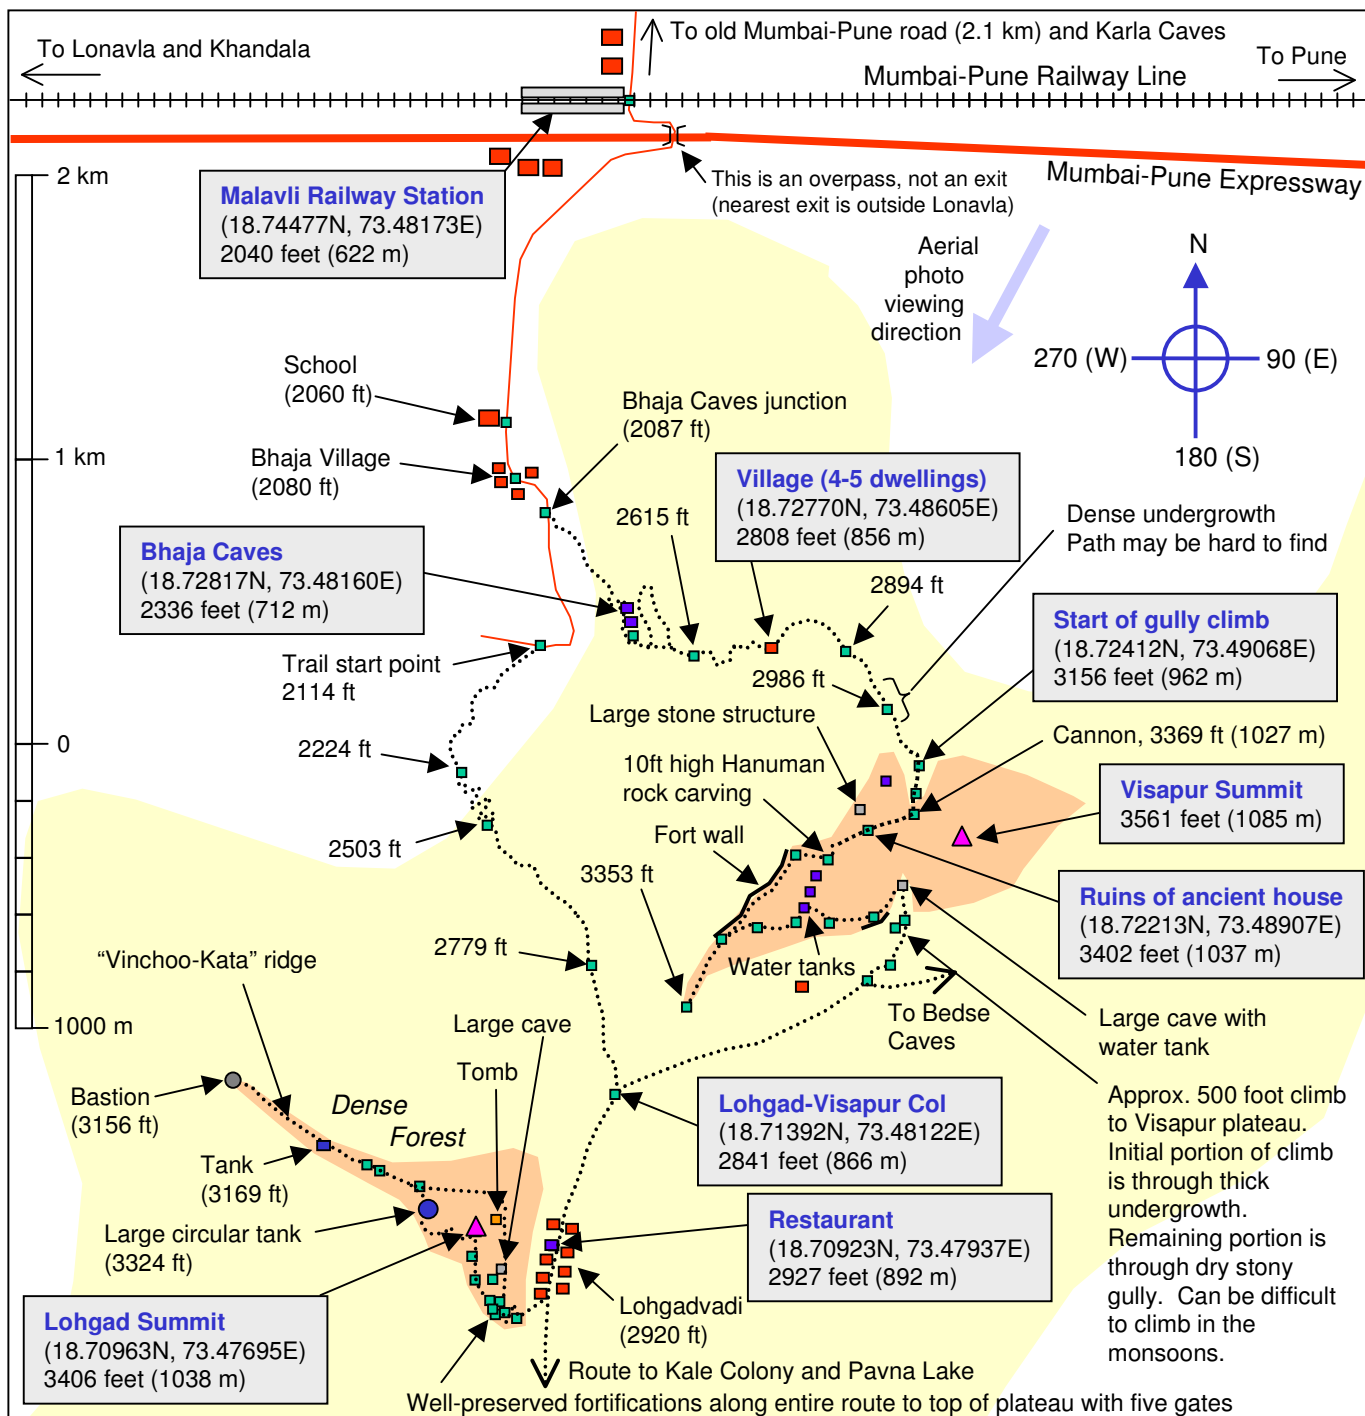 To Lonavla and Khandala
To old Mumbai-Pune road (2.1 km) and Karla Caves
To Pune
Mumbai-Pune Railway Line
Mumbai-Pune Expressway
2 km
Malavli Railway Station
(18.74477N, 73.48173E)
2040 feet (622 m)
This is an overpass, not an exit
(nearest exit is outside Lonavla)
Aerial
photo
viewing
direction
N
270 (W)
90 (E)
180 (S)
School
(2060 ft)
Bhaja Caves junction
(2087 ft)
1 km
Bhaja Village
(2080 ft)
Village (4-5 dwellings)
(18.72770N, 73.48605E)
2808 feet (856 m)
2615 ft
Dense undergrowth
Path may be hard to find
Bhaja Caves
(18.72817N, 73.48160E)
2336 feet (712 m)
2894 ft
Start of gully climb
(18.72412N, 73.49068E)
3156 feet (962 m)
Trail start point
2114 ft
2986 ft
Large stone structure
0
2224 ft
Cannon, 3369 ft (1027 m)
10ft high Hanuman
rock carving
Visapur Summit
3561 feet (1085 m)
Fort wall
2503 ft
3353 ft
Ruins of ancient house
(18.72213N, 73.48907E)
3402 feet (1037 m)
2779 ft
"Vinchoo-Kata" ridge
Water tanks
To Bedse
Caves
Large cave with
water tank
1000 m
Large cave
Tomb
Bastion
(3156 ft)
Dense
Forest
Lohgad-Visapur Col
(18.71392N, 73.48122E)
2841 feet (866 m)
Approx. 500 foot climb
to Visapur plateau.
Initial portion of climb
is through thick
undergrowth.
Remaining portion is
through dry stony
gully.  Can be difficult
to climb in the
monsoons.
Tank
(3169 ft)
Large circular tank
(3324 ft)
Restaurant
(18.70923N, 73.47937E)
2927 feet (892 m)
Lohgadvadi
(2920 ft)
Lohgad Summit
(18.70963N, 73.47695E)
3406 feet (1038 m)
Route to Kale Colony and Pavna Lake
Well-preserved fortifications along entire route to top of plateau with five gates